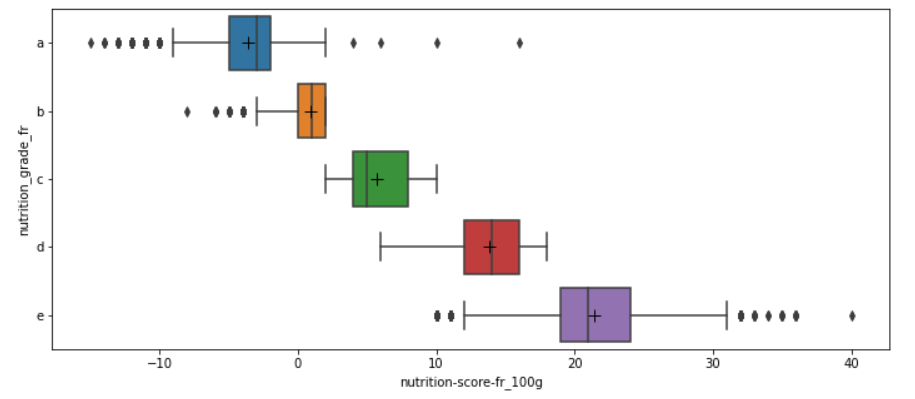 a
b
c
d
e
nutrition_grade_fr
−10
0
10
20
30
40
nutrition-score-fr_100g